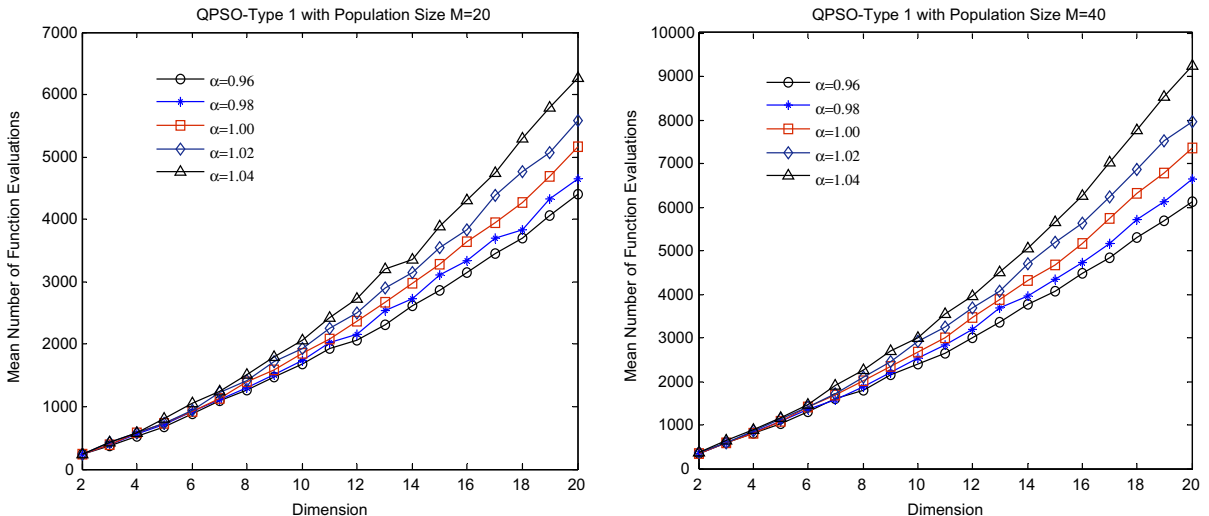 QPSO-Type 1 with Population Size M=20
7000
6000
5000
4000
3000
2000
1000
0
Mean Number of Function Evaluations
α=0.96
α=0.98
α=1.00
α=1.02
α=1.04
2 4 6 8 10 12 14 16 18 20
Dimension
QPSO-Type 1 with Population Size M=40
10000
9000
8000
7000
6000
5000
4000
3000
2000
1000
0
Mean Number of Function Evaluations
α=0.96
α=0.98
α=1.00
α=1.02
α=1.04
2 4 6 8 10 12 14 16 18 20
Dimension